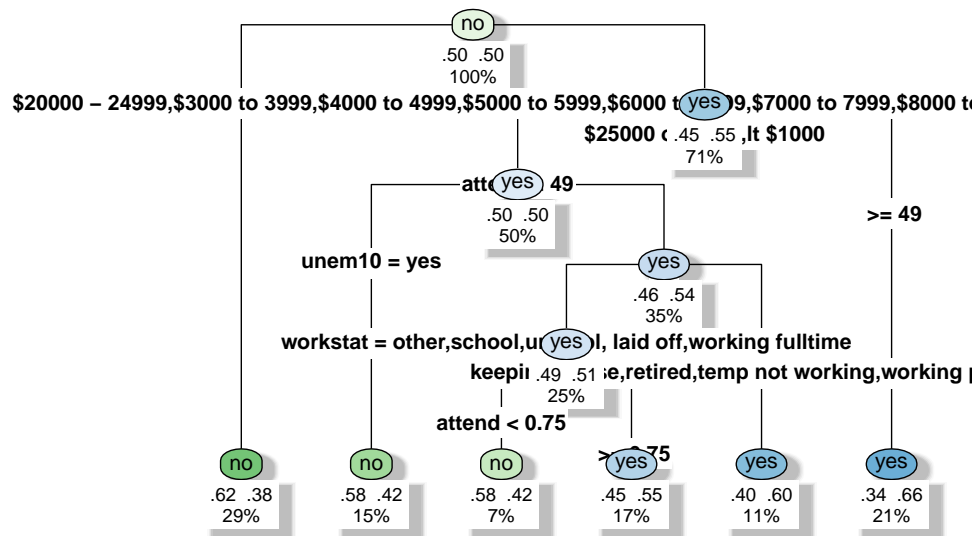 no
.50 .50
100%
$20000 – 24999,$3000 to 3999,$4000 to 4999,$5000 to 5999,$6000 yes 99,$7000 to 7999,$8000
$25000 .45 .55 ,lt $1000
71%
yes 49
.50 .50
50%
>= 49
unem10 = yes
yes
.46 .54
35%
workstat = other,school, yes laid off,working fulltime
.49 .51 ,retired,temp not working,working
25%
attend < 0.75
no
no
no
yes
yes
yes
.62 .38
.58 .42
.58 .42
.45 .55
.40 .60
.34 .66
29%
15%
7%
17%
11%
21%